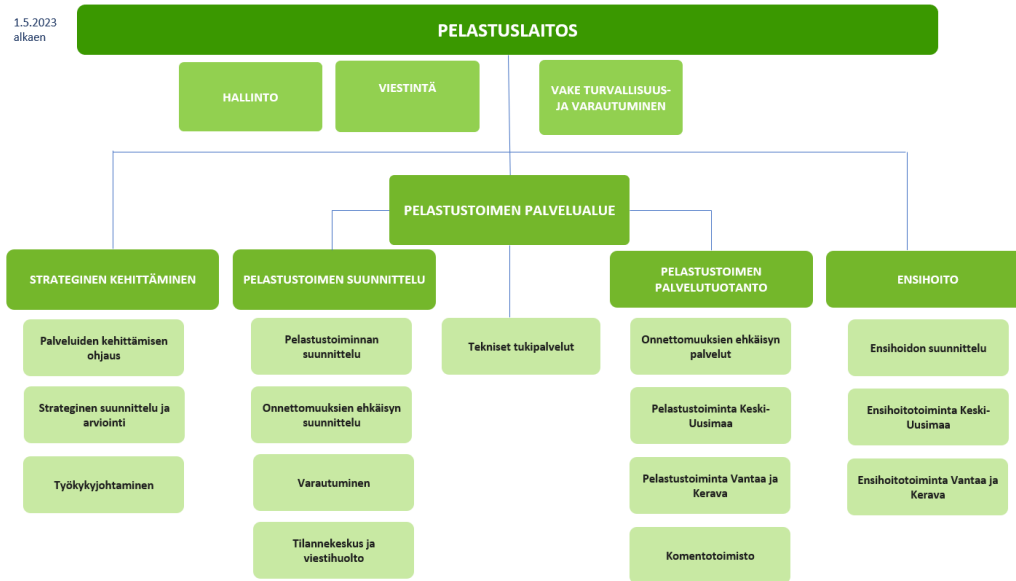 1.5.2023
alkaen
PELASTUSLAITOS
HALLINTO
VIESTINTÄ
VAKE TURVALLISUUS-
JA VARAUTUMINEN
PELASTUSTOIMEN PALVELUALUE
STRATEGINEN KEHITTÄMINEN
PELASTUSTOIMEN SUUNNITTELU
PELASTUSTOIMEN
PALVELUTUOTANTO
ENSIHOITO
Palveluiden kehittämisen
ohjaus
Strateginen suunnittelu ja
arviointi
Työkykyjohtaminen
Pelastustoiminnan
suunnittelu
Onnettomuuksien ehkäisyn
suunnittelu
Varautuminen
Tilannekeskus ja
viestihuolto
Tekniset tukipalvelut
Onnettomuuksien ehkäisyn
palvelut
Pelastustoiminta Keski-
Uusimaa
Pelastustoiminta Vantaa ja
Kerava
Komentotoimisto
Ensihoidon suunnittelu
Ensihoitotoiminta Keski-
Uusimaa
Ensihoitotoiminta Vantaa ja
Kerava